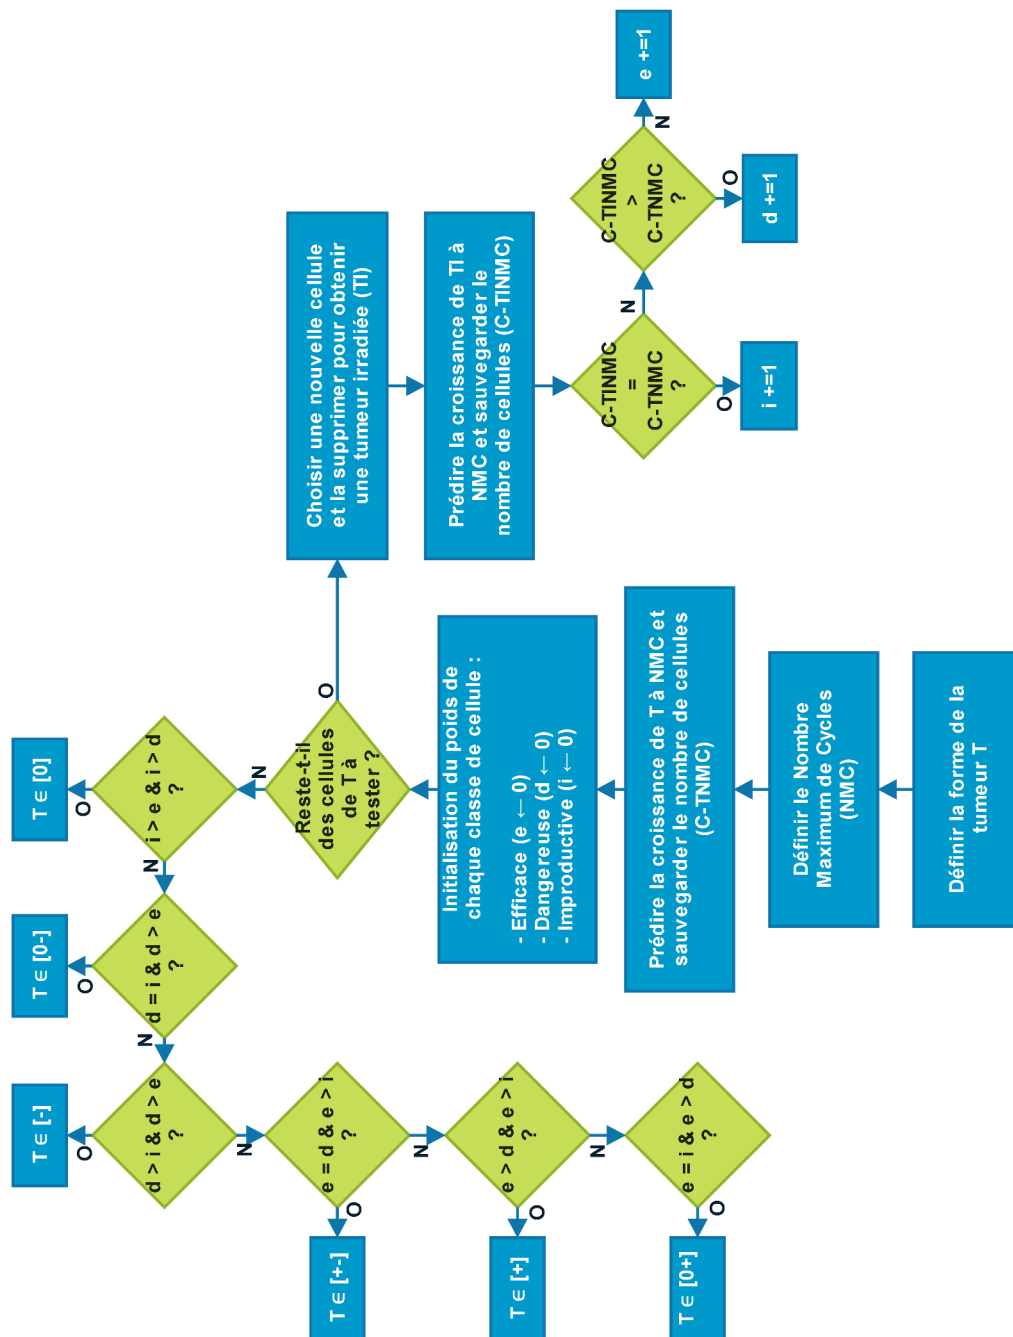 Définir la forme de la
tumeur T
Définir le Nombre
Maximum de Cycles
(NMC)
Prédire la croissance de T à NMC et
sauvegarder le nombre de cellules
(C-TNMC)
Initialisation du poids de
chaque classe de cellule :
- Efficace (e ← 0)
- Dangereuse (d ← 0)
- Improductive (i ← 0)
Reste-t-il
des cellules
de T à
tester ?
O
Choisir une nouvelle cellule
et la supprimer pour obtenir
une tumeur irradiée (TI)
Prédire la croissance de TI à
NMC et sauvegarder le
nombre de cellules (C-TINMC)
C-TINMC
=
C-TNMC
?
O
i +=1
N
C-TINMC
>
C-TNMC
?
O
d +=1
N
e +=1
N
i > e & i > d
?
O
T ∈ [0]
N
d = i & d > e
?
O
T ∈ [0-]
N
d > i & d > e
?
O
T ∈ [-]
N
e = d & e > i
?
O
T ∈ [+-]
N
e > d & e > i
?
O
T ∈ [+]
N
e = i & e > d
?
O
T ∈ [0+]